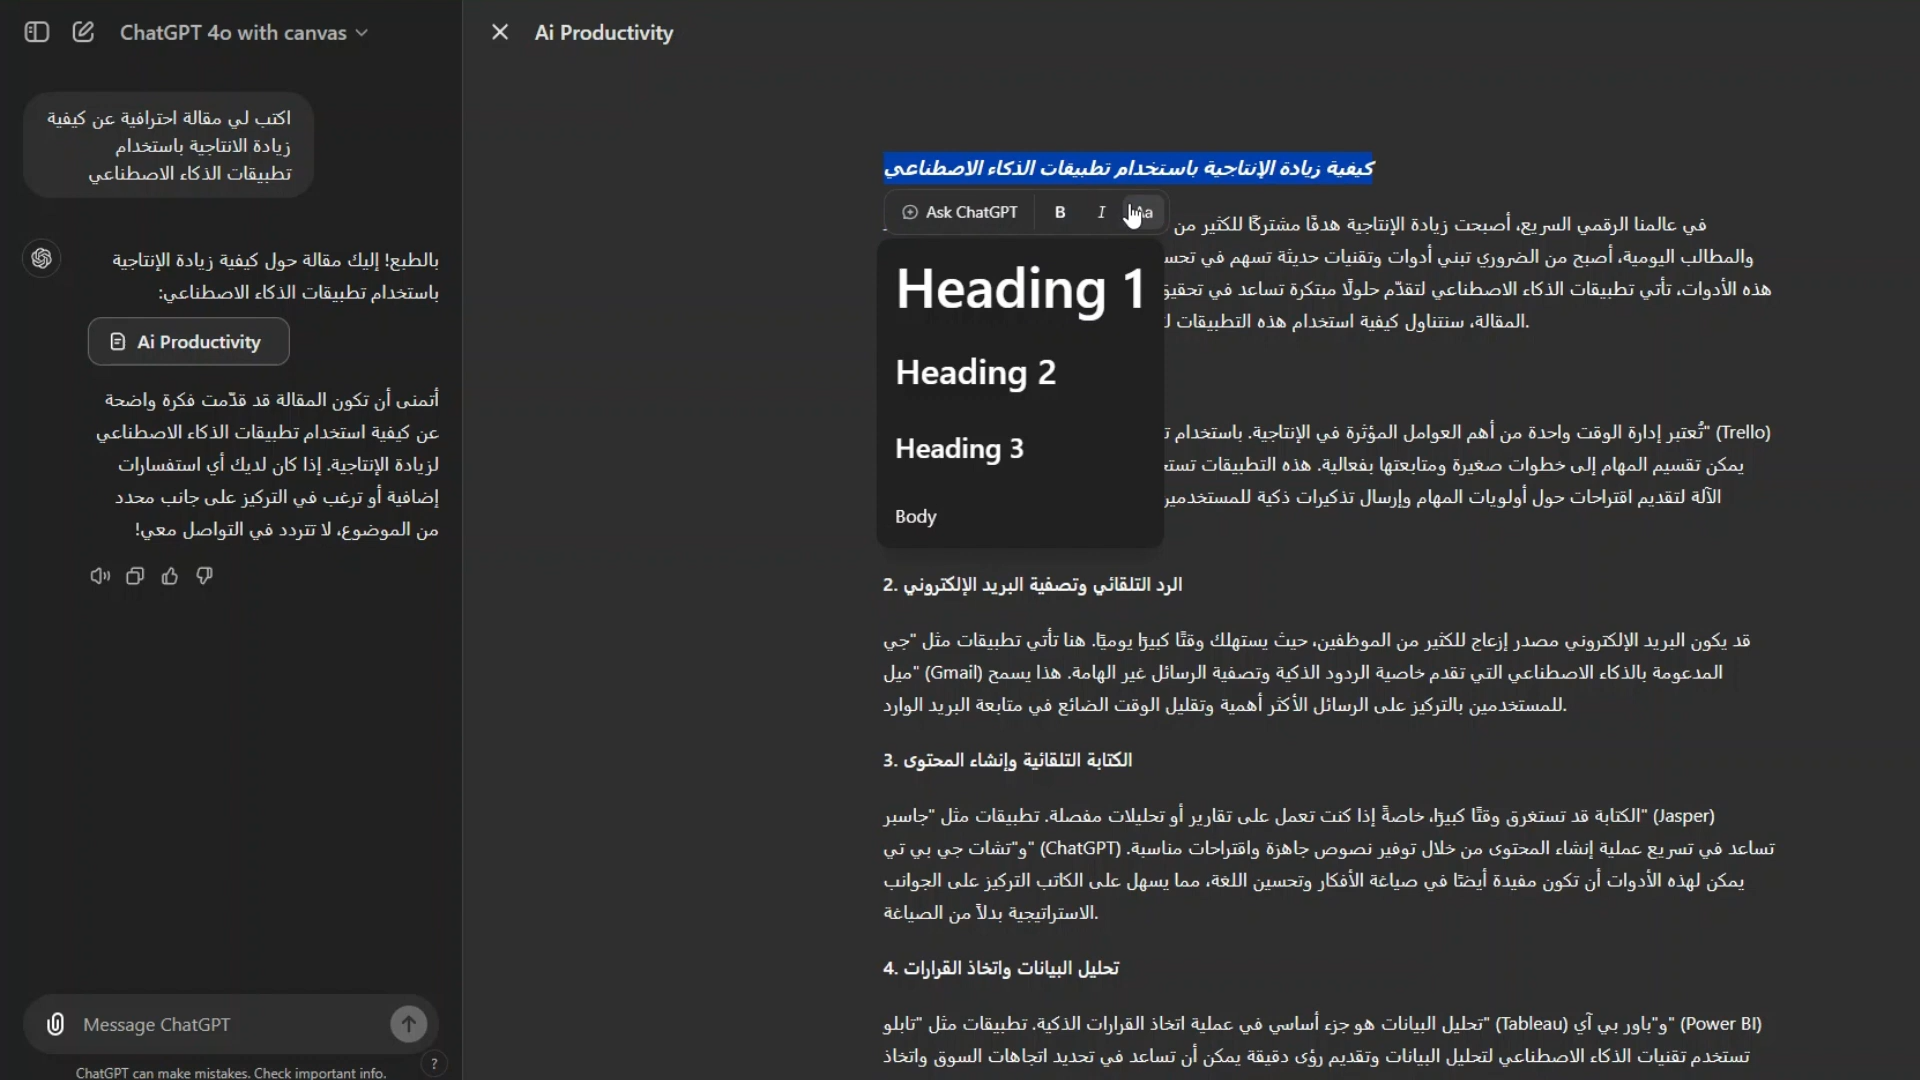 ChatGPT 4o with canvas
اكتب لي مقالة احترافية عن كيفية
زيادة الانتاجية باستخدام
تطبيقات الذكاء الاصطناعي
بالطبع! إليك مقالة حول كيفية زيادة الإنتاجية
باستخدام تطبيقات الذكاء الاصطناعي:
Ai Productivity
أتمنى أن تكون المقالة قد قدّمت فكرة واضحة
عن كيفية استخدام تطبيقات الذكاء الاصطناعي
لزيادة الإنتاجية. إذا كان لديك أي استفسارات
إضافية أو ترغب في التركيز على جانب محدد
من الموضوع، لا تتردد في التواصل معي!
Message ChatGPT
ChatGPT can make mistakes. Check important info.
?
Ai Productivity
كيفية زيادة الإنتاجية باستخدام تطبيقات الذكاء الاصطناعي
Ask ChatGPT B I Aa
Heading 1
Heading 2
Heading 3
Body
في عالمنا الرقمي السريع، أصبحت زيادة الإنتاجية هدفًا مشتركًا للكثير من
والمطالب اليومية، أصبح من الضروري تبني أدوات وتقنيات حديثة تسهم في
هذه الأدوات، تأتي تطبيقات الذكاء الاصطناعي لتقدّم حلولًا مبتكرة تساعد في
المقالة، سنتناول كيفية استخدام هذه التطبيقات.
(Trello) "تُعتبر إدارة الوقت واحدة من أهم العوامل المؤثرة في الإنتاجية. باستخدام
يمكن تقسيم المهام إلى خطوات صغيرة ومتابعتها بفعالية. هذه التطبيقات
الآلة لتقديم اقتراحات حول أولويات المهام وإرسال تذكيرات ذكية
2. الرد التلقائي وتصفية البريد الإلكتروني
قد يكون البريد الإلكتروني مصدر إزعاج للكثير من الموظفين، حيث يستهلك وقتًا كبيرًا يوميًا. هنا تأتي تطبيقات مثل "جي
ميل" (Gmail) المدعومة بالذكاء الاصطناعي التي تقدم خاصية الردود الذكية وتصفية الرسائل غير الهامة. هذا يسمح
للمستخدمين بالتركيز على الرسائل الأكثر أهمية وتقليل الوقت الضائع في متابعة البريد الوارد.
3. الكتابة التلقائية وإنشاء المحتوى
الكتابة قد تستغرق وقتًا كبيرًا، خاصةً إذا كنت تعمل على تقارير أو تحليلات مفصلة. تطبيقات مثل "جاسبر" (Jasper)
و"تشات جي بي تي" (ChatGPT) تساعد في تسريع عملية إنشاء المحتوى من خلال توفير نصوص جاهزة واقتراحات مناسبة.
يمكن لهذه الأدوات أن تكون مفيدة أيضًا في صياغة الأفكار وتحسين اللغة، مما يسهل على الكاتب التركيز على الجوانب
الاستراتيجية بدلاً من الصياغة.
4. تحليل البيانات واتخاذ القرارات
تحليل البيانات هو جزء أساسي في عملية اتخاذ القرارات الذكية. تطبيقات مثل "تابلو" (Tableau) و"باور بي آي" (Power BI)
تستخدم تقنيات الذكاء الاصطناعي لتحليل البيانات وتقديم رؤى دقيقة يمكن أن تساعد في تحديد اتجاهات السوق واتخاذ